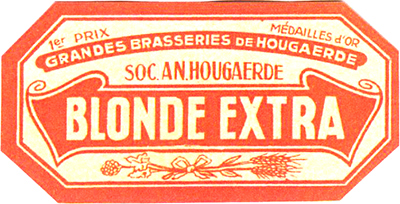 1er PRIX MÉDAILLES d'OR
GRANDES BRASSERIES DE HOUGAERDE
SOC. AN. HOUGAERDE
BLONDE EXTRA